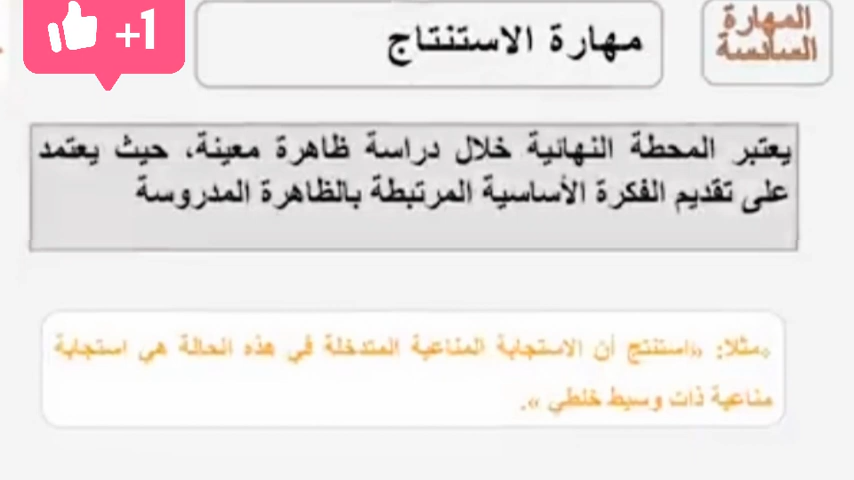 +1
مهارة الاستنتاج
المهارة
السادسة
يعتبر المحطة النهائية خلال دراسة ظاهرة معينة، حيث يعتمد
على تقديم الفكرة الأساسية المرتبطة بالظاهرة المدروسة
مثلا: «استنتج أن الاستجابة المناعية المتدخلة في هذه الحالة هي استجابة
مناعية ذات وسيط خلطي ».